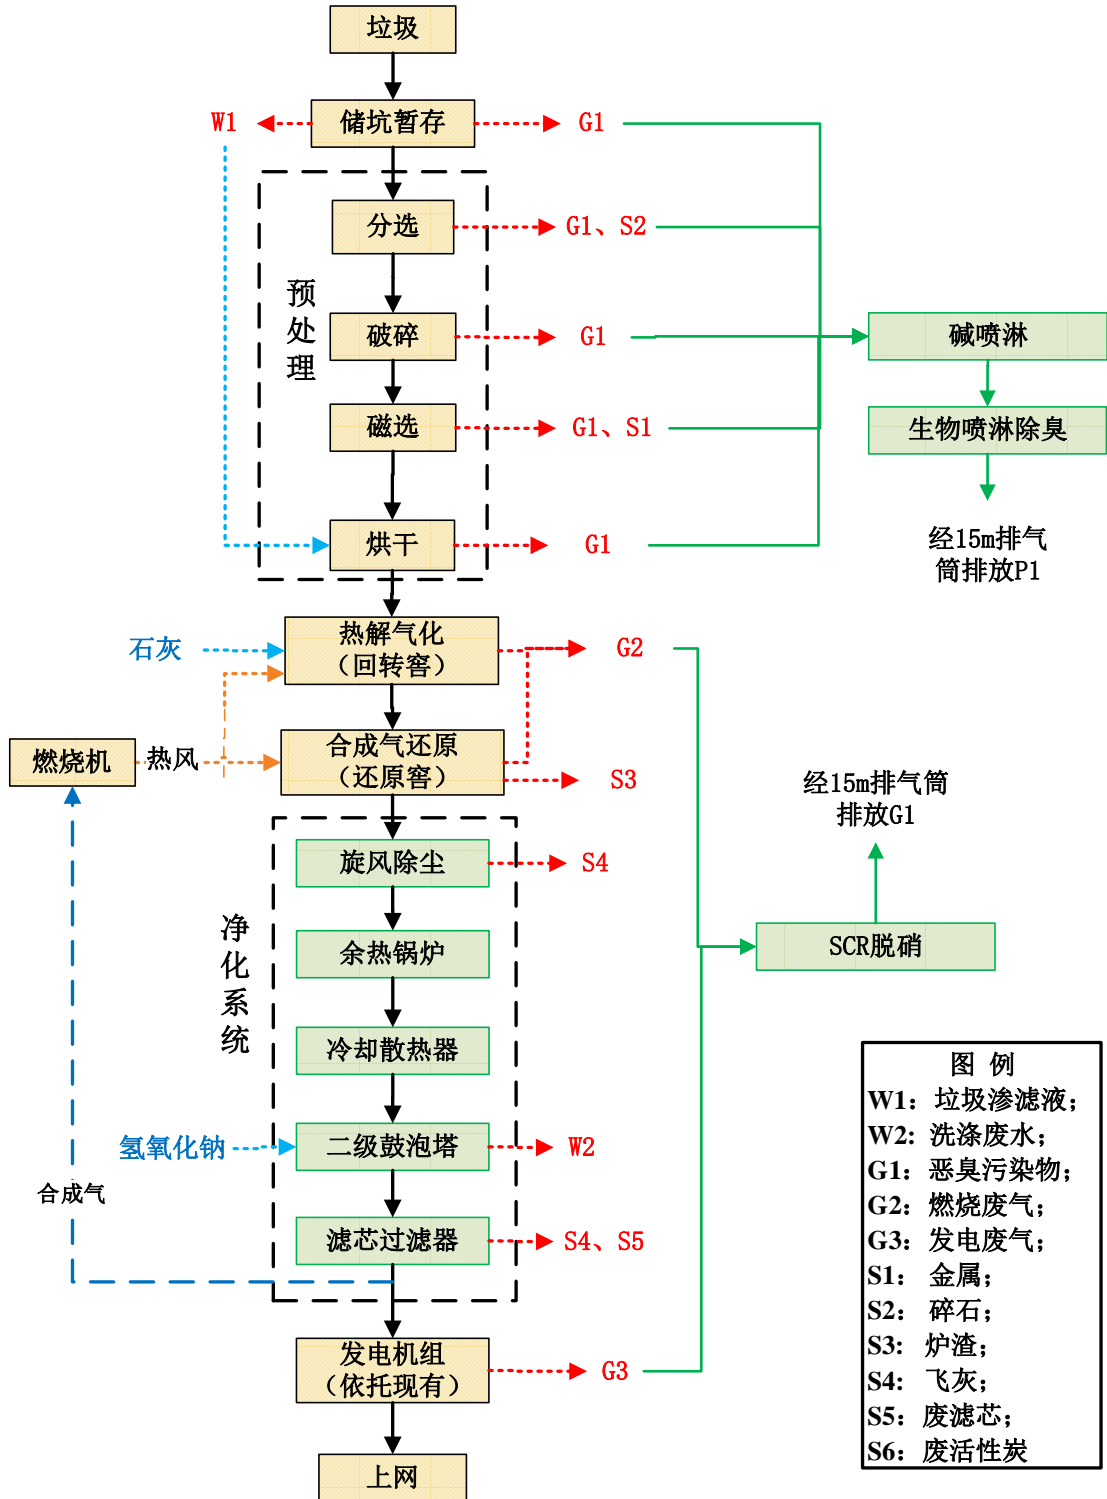 垃圾
W1
储坑暂存
G1
分选
G1、S2
预
处
理
破碎
G1
碱喷淋
磁选
G1、S1
生物喷淋除臭
烘干
G1
经15m排气
筒排放P1
石灰
热解气化
（回转窖）
G2
燃烧机
热风
合成气还原
（还原窖）
S3
经15m排气筒
排放G1
旋风除尘
S4
净
化
系
统
余热锅炉
SCR脱硝
冷却散热器
氢氧化钠
二级鼓泡塔
W2
合成气
滤芯过滤器
S4、S5
发电机组
（依托现有）
G3
上网
图 例
W1：垃圾渗滤液；
W2: 洗涤废水；
G1：恶臭污染物；
G2：燃烧废气；
G3：发电废气；
S1： 金属；
S2： 碎石；
S3: 炉渣；
S4： 飞灰；
S5：废滤芯；
S6：废活性炭